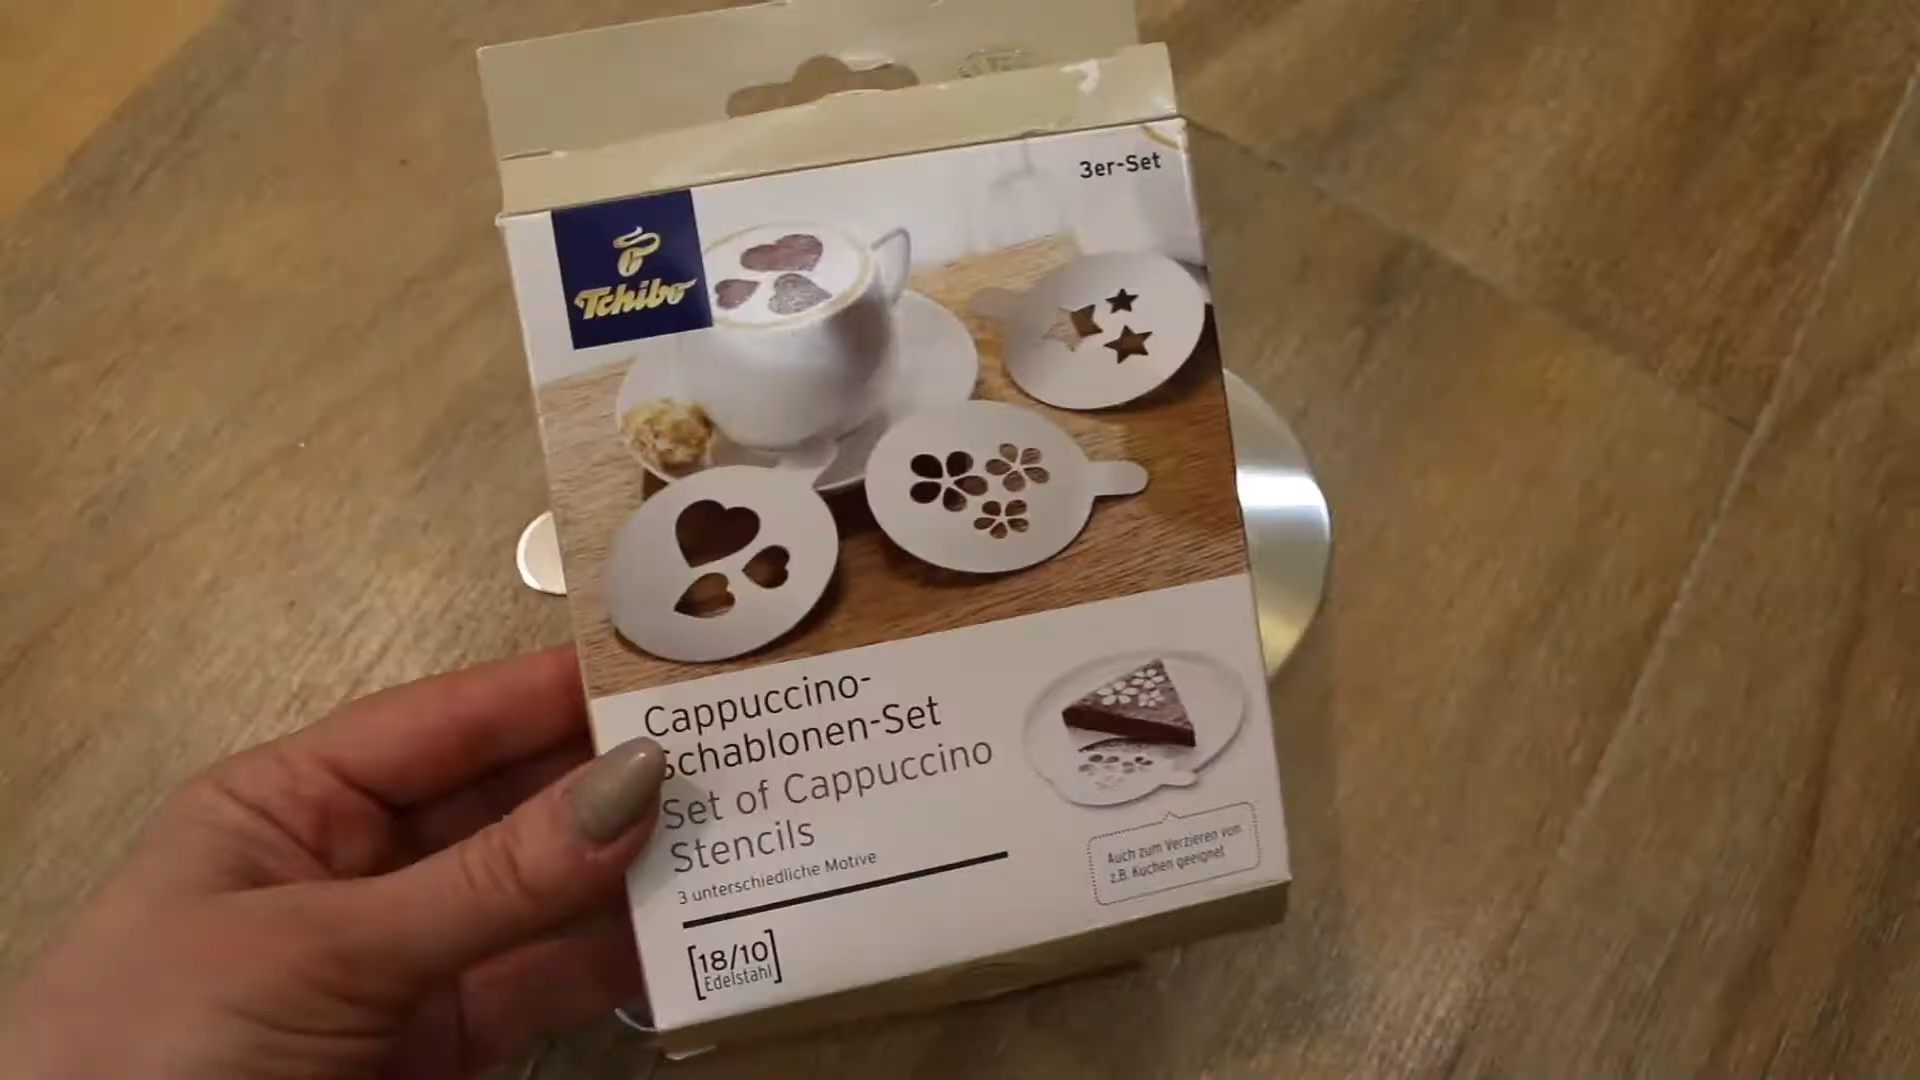 3er-Set
Tchibo
Cappuccino-
Schablonen-Set
Set of Cappuccino
Stencils
3 unterschiedliche Motive
Auch zum Verzieren von
z.B. Kuchen geeignet
18/10
Edelstahl